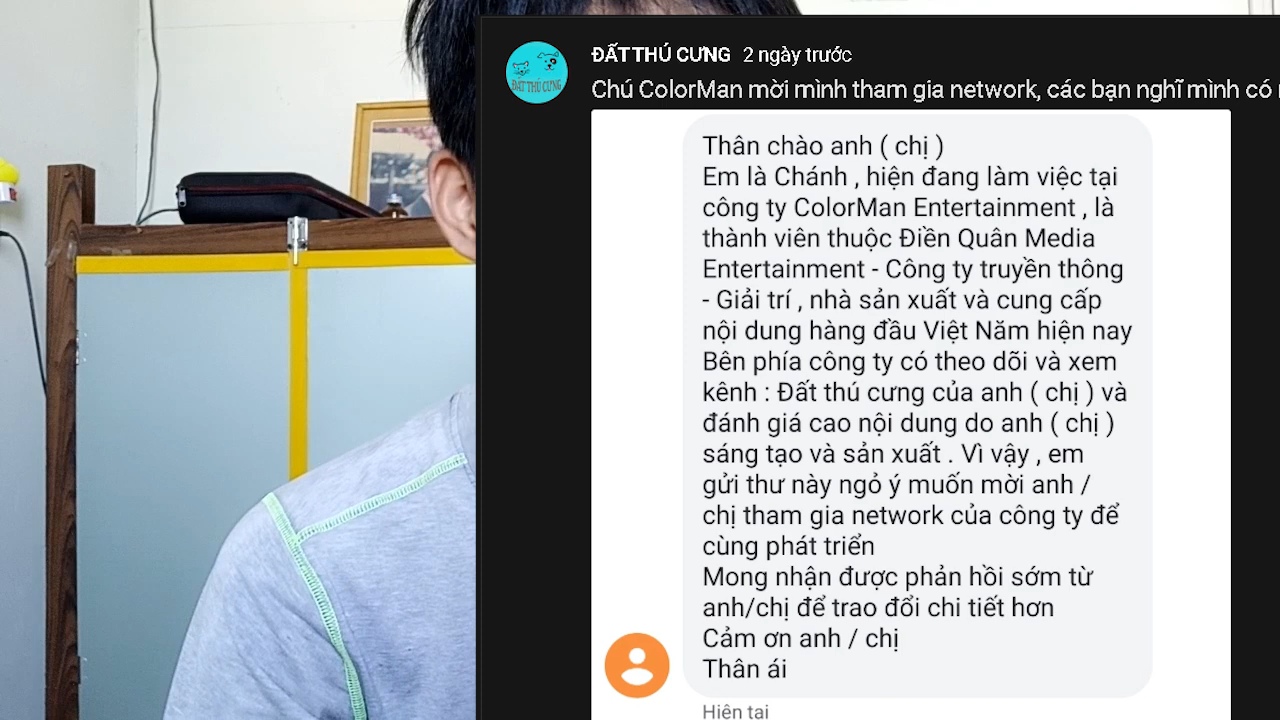 ĐẤT THÚ CƯNG 2 ngày trước
ĐẤT THÚ CƯNG
Chú ColorMan mời mình tham gia network, các bạn nghĩ mình có
Thân chào anh ( chị )
Em là Chánh , hiện đang làm việc tại
công ty ColorMan Entertainment , là
thành viên thuộc Điền Quân Media
Entertainment - Công ty truyền thông
- Giải trí , nhà sản xuất và cung cấp
nội dung hàng đầu Việt Năm hiện nay
Bên phía công ty có theo dõi và xem
kênh : Đất thú cưng của anh ( chị ) và
đánh giá cao nội dung do anh ( chị )
sáng tạo và sản xuất . Vì vậy , em
gửi thư này ngỏ ý muốn mời anh /
chị tham gia network của công ty để
cùng phát triển
Mong nhận được phản hồi sớm từ
anh/chị để trao đổi chi tiết hơn
Cảm ơn anh / chị
Thân ái
Hiện tại